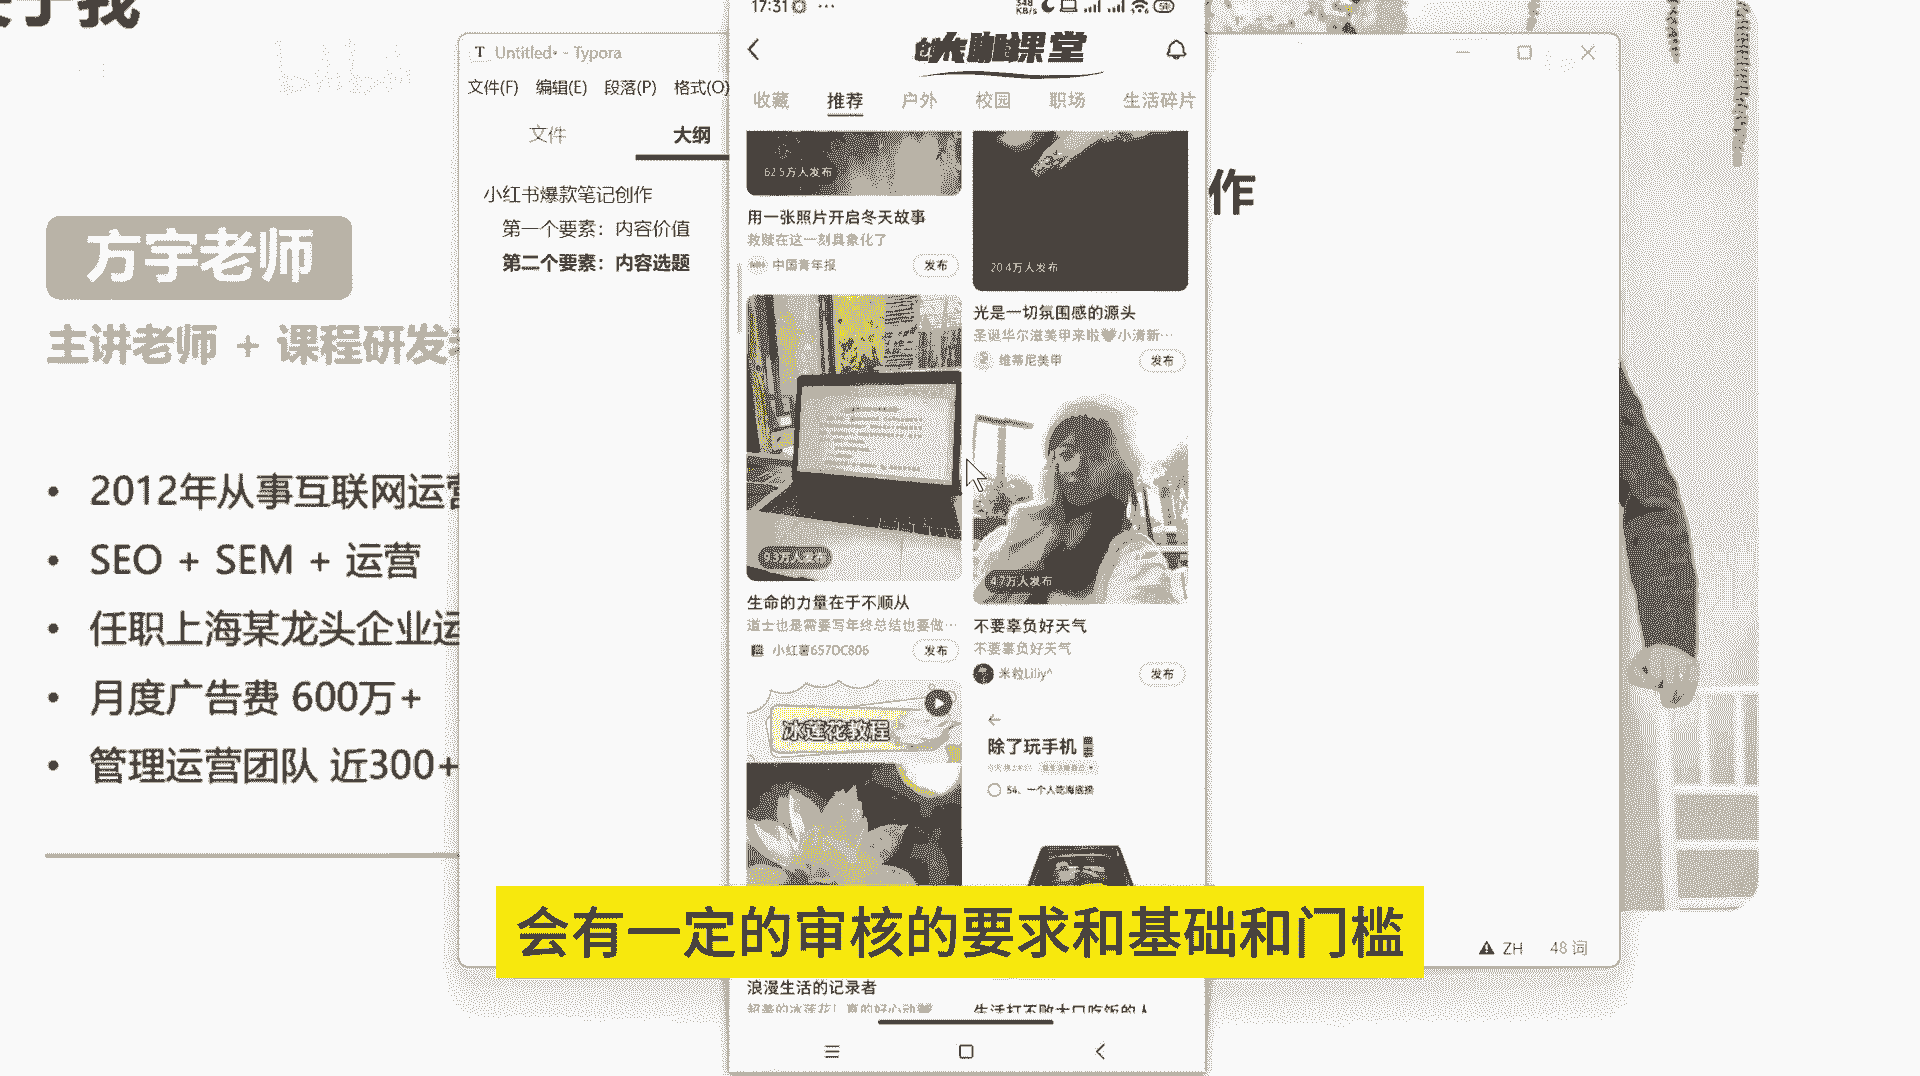 关于我
方宇老师
主讲老师 + 课程研发
2012年从事互联网运营
SEO + SEM + 运营
任职上海某龙头企业运
月度广告费 600万+
管理运营团队 近300+
Untitled• - Typora
文件(F) 编辑(E) 段落(P) 格式(O)
文件 大纲
小红书爆款笔记创作
第一个要素：内容价值
第二个要素：内容选题
作
ZH 48 词
17:31
KB/s
大咖课堂
收藏 推荐 户外 校园 职场 生活碎片
62.5万人发布
用一张照片开启冬天故事
救赎在这一刻具象化了
中国青年报 发布
9.3万人发布
生命的力量在于不顺从
道士也是需要写年终总结也要做…
小红薯657DC806 发布
冰莲花教程
浪漫生活的记录者
20.4万人发布
光是一切氛围感的源头
圣诞华尔滋美甲来啦🖤小清新…
维蒂尼美甲 发布
4.7万人发布
不要辜负好天气
不要辜负好天气
米粒Liliy^ 发布
除了玩手机
54、一个人吃海底捞
生活打不败大口吃饭的人
会有一定的审核的要求和基础和门槛